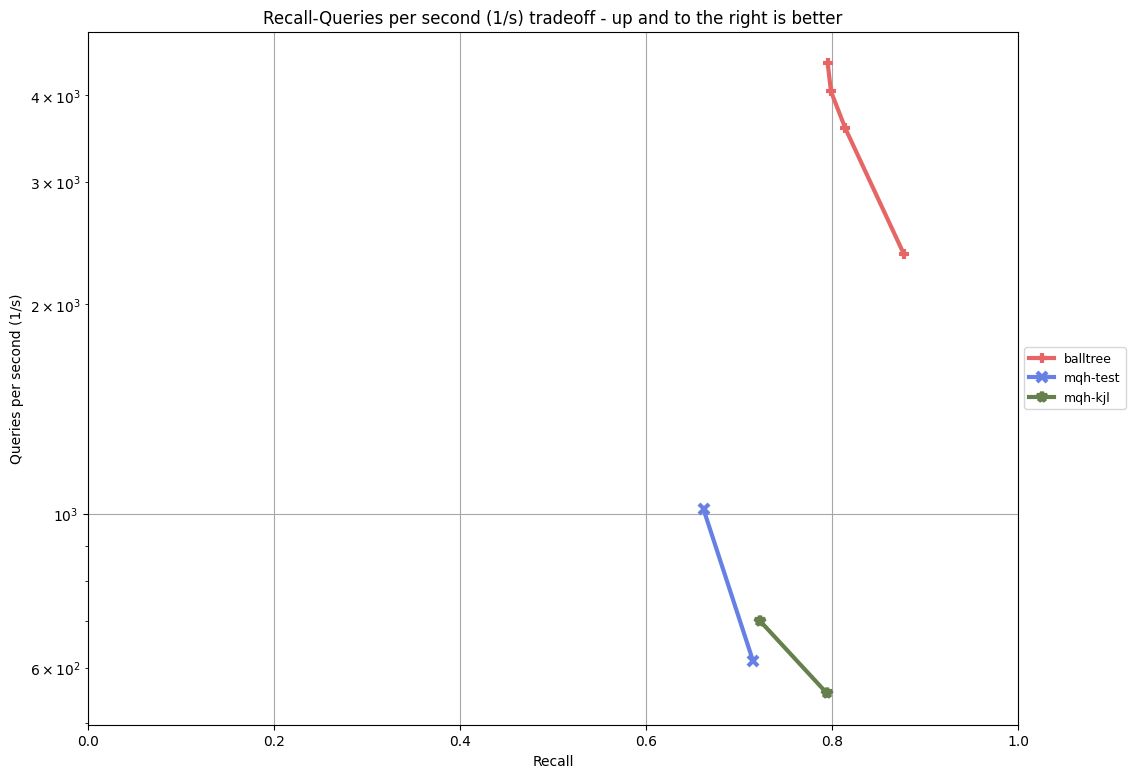 Recall-Queries per second (1/s) tradeoff - up and to the right is better
Queries per second (1/s)
4 × 10³
3 × 10³
2 × 10³
10³
6 × 10²
0.0 0.2 0.4 0.6 0.8 1.0
Recall
balltree
mqh-test
mqh-kjl